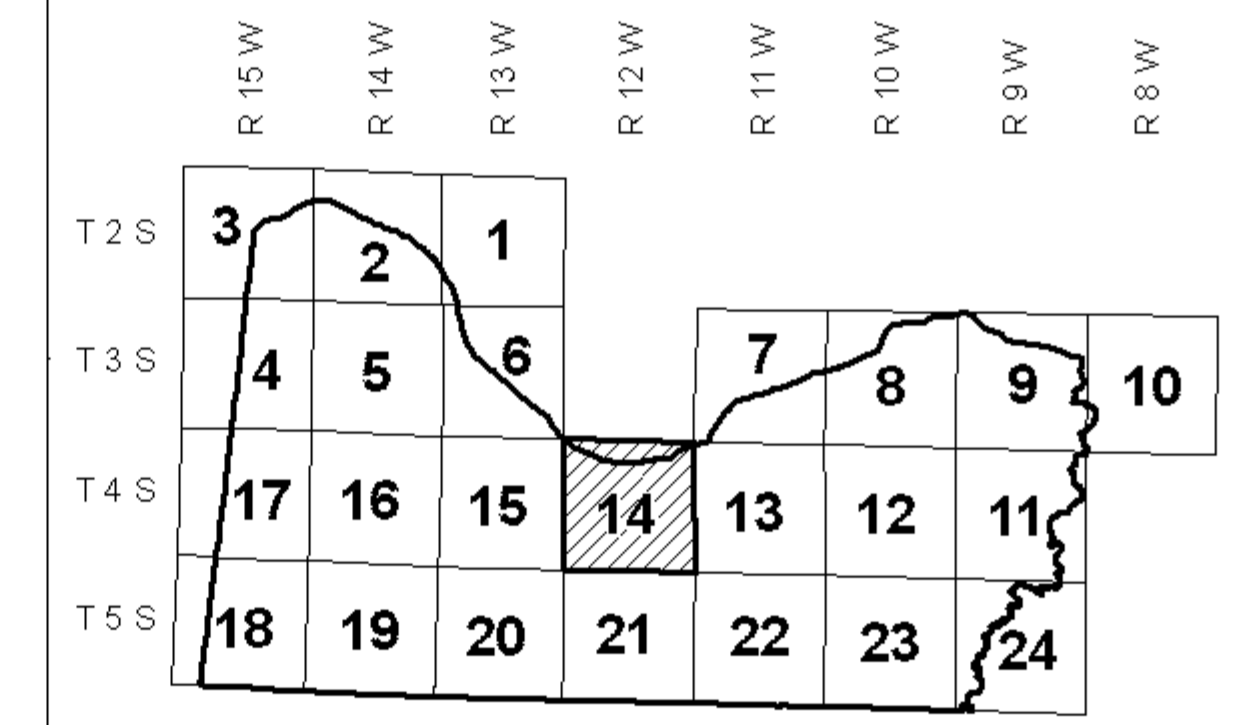 R 15 W R 14 W R 13 W R 12 W R 11 W R 10 W R 9 W R 8 W
T 2 S 3 2 1
T 3 S 4 5 6 7 8 9 10
T 4 S 17 16 15 14 13 12 11
T 5 S 18 19 20 21 22 23 24